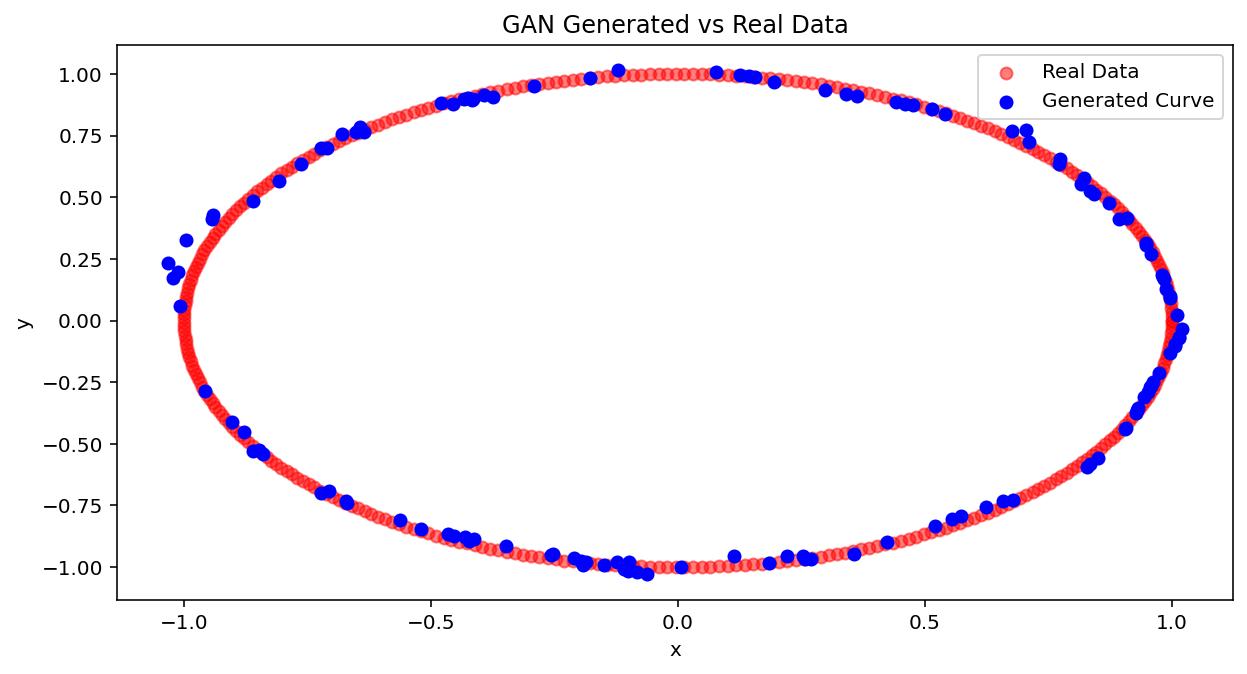 GAN Generated vs Real Data
Real Data
Generated Curve
1.00
0.75
0.50
0.25
0.00
−0.25
−0.50
−0.75
−1.00
y
−1.0 −0.5 0.0 0.5 1.0
x